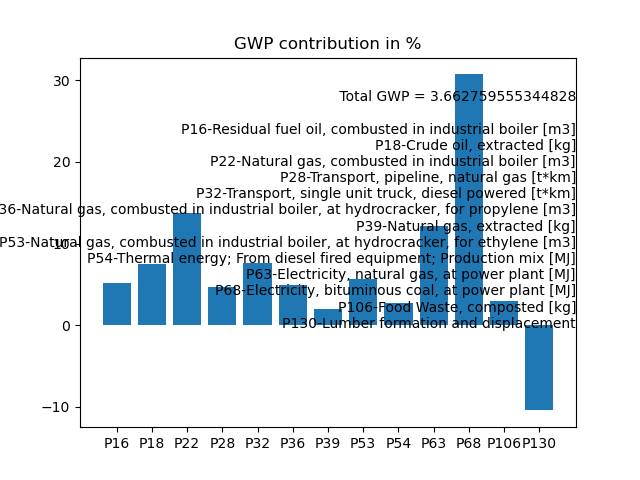 GWP contribution in %
30
Total GWP = 3.662759555344828
P16-Residual fuel oil, combusted in industrial boiler [m3]
P18-Crude oil, extracted [kg]
20
P22-Natural gas, combusted in industrial boiler [m3]
P28-Transport, pipeline, natural gas [t*km]
P32-Transport, single unit truck, diesel powered [t*km]
36-Natural gas, combusted in industrial boiler, at hydrocracker, for propylene [m3]
P39-Natural gas, extracted [kg]
10
P53-Natural gas, combusted in industrial boiler, at hydrocracker, for ethylene [m3]
P54-Thermal energy; From diesel fired equipment; Production mix [MJ]
P63-Electricity, natural gas, at power plant [MJ]
P68-Electricity, bituminous coal, at power plant [MJ]
P106-Food Waste, composted [kg]
0
P130-Lumber formation and displacement
−10
P16 P18 P22 P28 P32 P36 P39 P53 P54 P63 P68 P106 P130